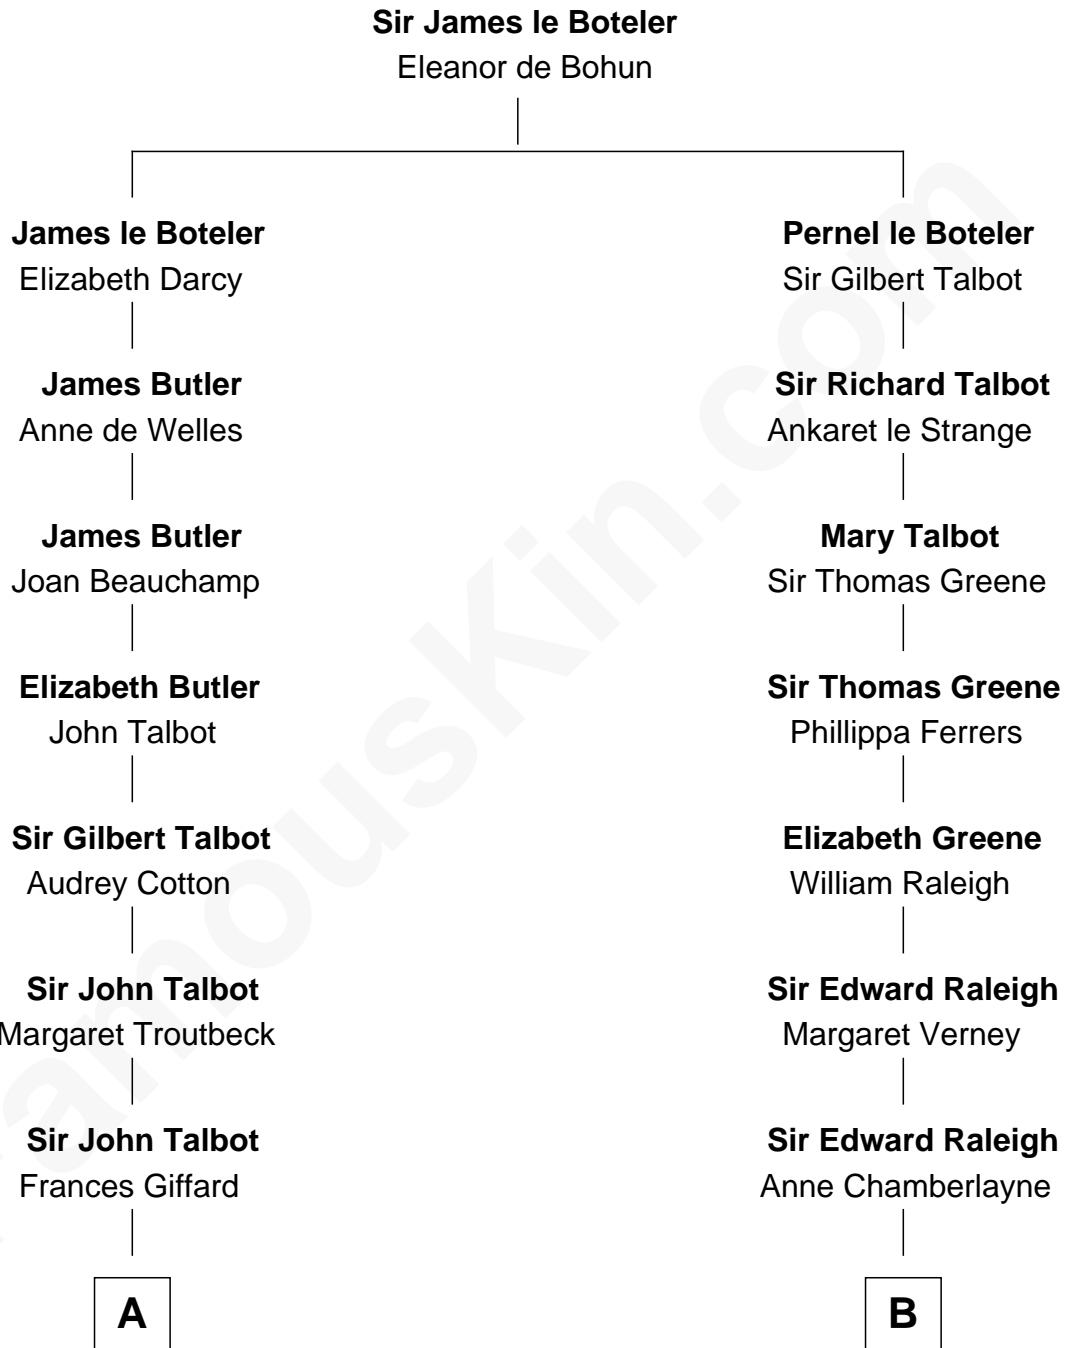 Sir James le Boteler
Eleanor de Bohun
James le Boteler
Elizabeth Darcy
James Butler
Anne de Welles
James Butler
Joan Beauchamp
Elizabeth Butler
John Talbot
Sir Gilbert Talbot
Audrey Cotton
Sir John Talbot
Margaret Troutbeck
Sir John Talbot
Frances Giffard
A
Pernel le Boteler
Sir Gilbert Talbot
Sir Richard Talbot
Ankaret le Strange
Mary Talbot
Sir Thomas Greene
Sir Thomas Greene
Phillippa Ferrers
Elizabeth Greene
William Raleigh
Sir Edward Raleigh
Margaret Verney
Sir Edward Raleigh
Anne Chamberlayne
B
FamousKin.com